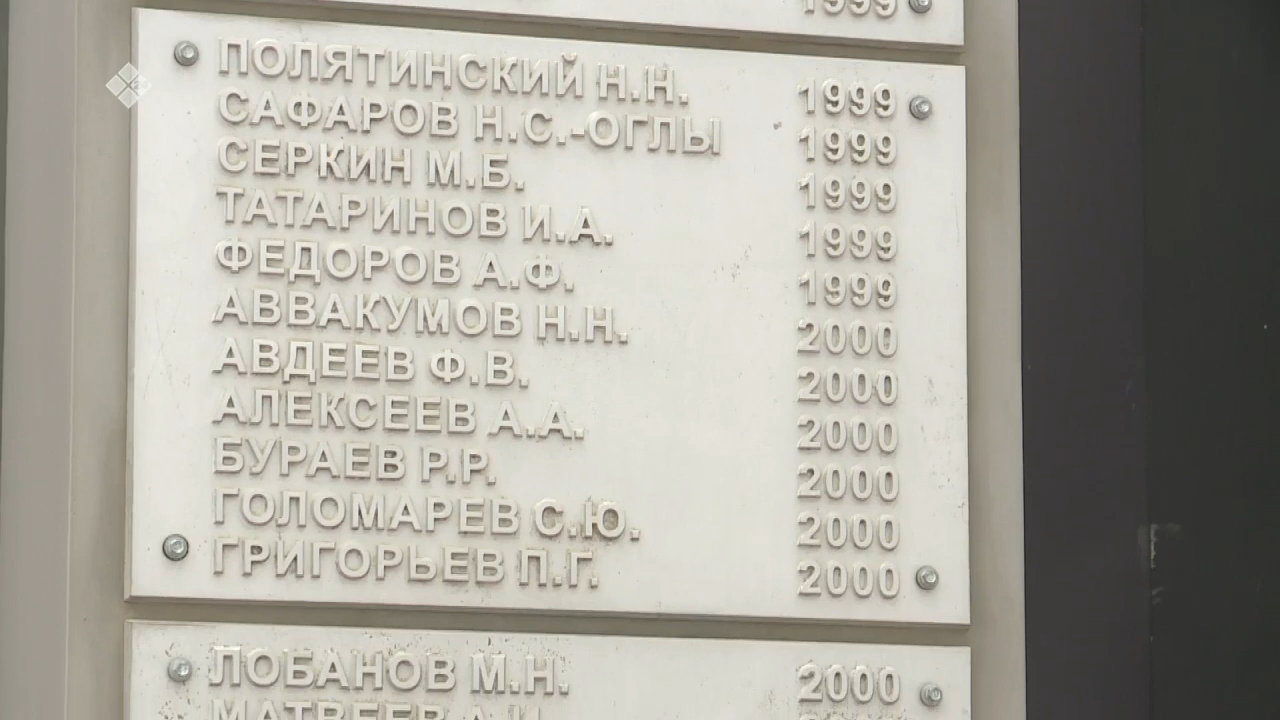 1999
ПОЛЯТИНСКИЙ Н.Н. 1999
САФАРОВ Н.С.-ОГЛЫ 1999
СЕРКИН М.Б. 1999
ТАТАРИНОВ И.А. 1999
ФЕДОРОВ А.Ф. 1999
АВВАКУМОВ Н.Н. 2000
АВДЕЕВ Ф.В. 2000
АЛЕКСЕЕВ А.А. 2000
БУРАЕВ Р.Р. 2000
ГОЛОМАРЕВ С.Ю. 2000
ГРИГОРЬЕВ П.Г. 2000
ЛОБАНОВ М.Н. 2000
МАТВЕЕВ